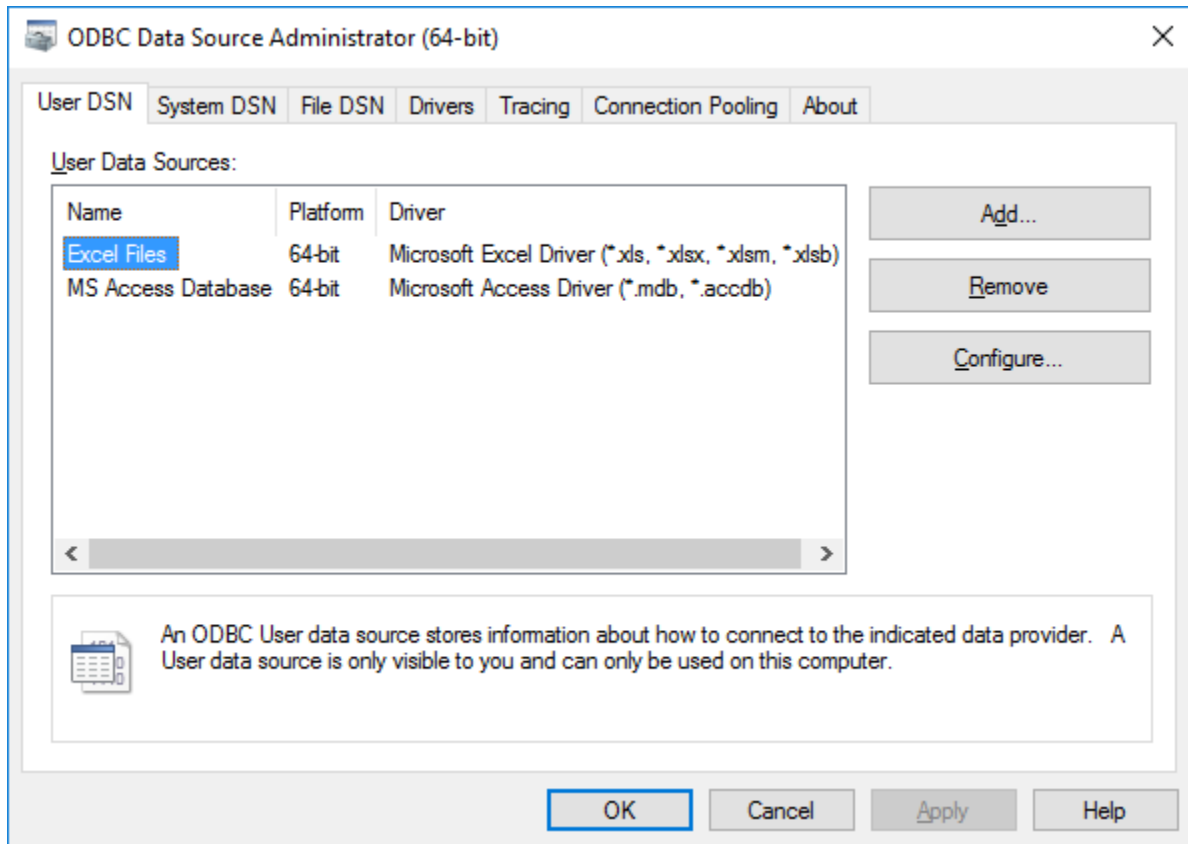 ODBC Data Source Administrator (64-bit)
User DSN System DSN File DSN Drivers Tracing Connection Pooling About
User Data Sources:
Name Platform Driver
Excel Files 64-bit Microsoft Excel Driver (*.xls, *.xlsx, *.xlsm, *.xlsb)
MS Access Database 64-bit Microsoft Access Driver (*.mdb, *.accdb)
Add...
Remove
Configure...
An ODBC User data source stores information about how to connect to the indicated data provider. A
User data source is only visible to you and can only be used on this computer.
OK Cancel Apply Help